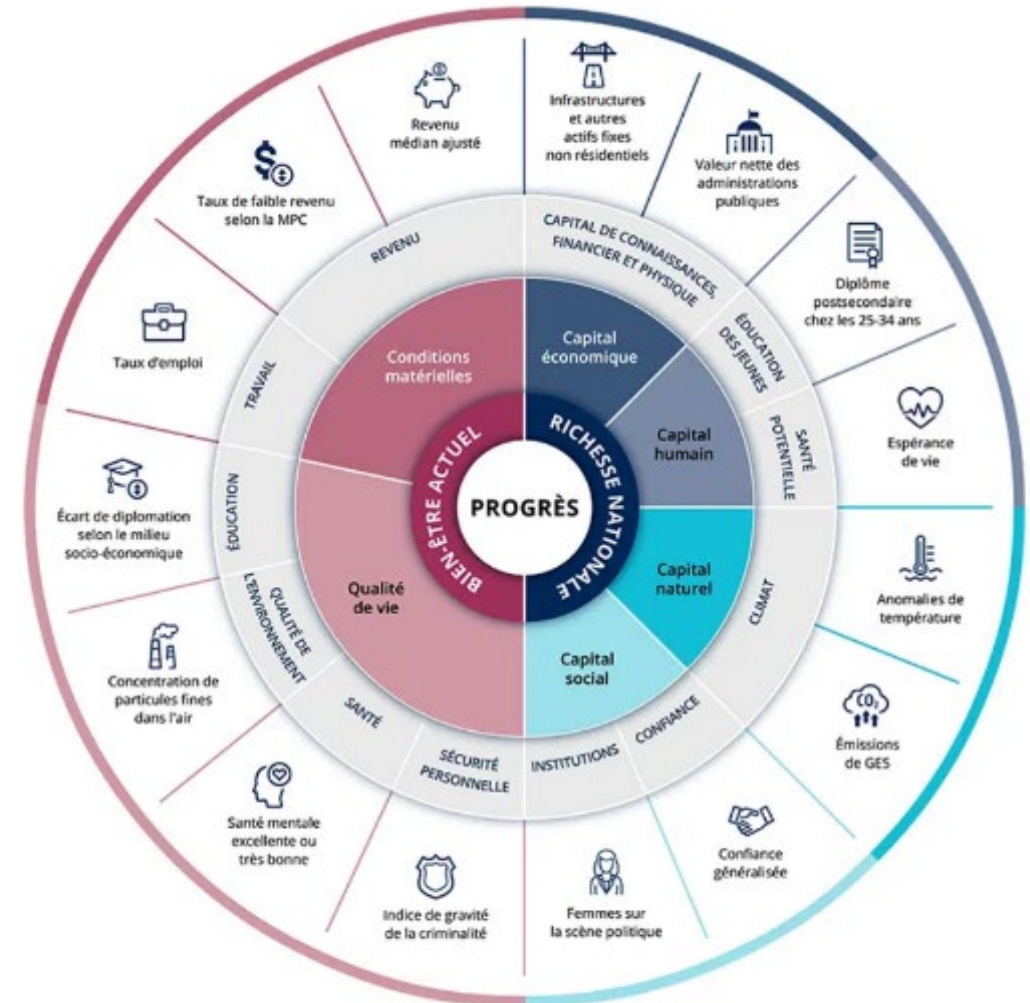 PROGRÈS
BIEN-ÊTRE ACTUEL
RICHESSE NATIONALE
Conditions
matérielles
Qualité
de vie
Capital
économique
Capital
humain
Capital
naturel
Capital
social
REVENU
TRAVAIL
ÉDUCATION
QUALITÉ DE
L'ENVIRONNEMENT
SANTÉ
SÉCURITÉ
PERSONNELLE
CAPITAL DE CONNAISSANCES,
FINANCIER ET PHYSIQUE
ÉDUCATION
DES JEUNES
SANTÉ
POTENTIELLE
CLIMAT
CONFIANCE
INSTITUTIONS
Revenu
médian ajusté
$
Taux de faible revenu
selon la MPC
Taux d'emploi
Écart de diplomation
selon le milieu
socio-économique
Concentration de
particules fines
dans l'air
Santé mentale
excellente ou
très bonne
Indice de gravité
de la criminalité
Infrastructures
et autres
actifs fixes
non résidentiels
Valeur nette des
administrations
publiques
Diplôme
postsecondaire
chez les 25-34 ans
Espérance
de vie
Anomalies de
température
CO₂
Émissions
de GES
Confiance
généralisée
Femmes sur
la scène politique